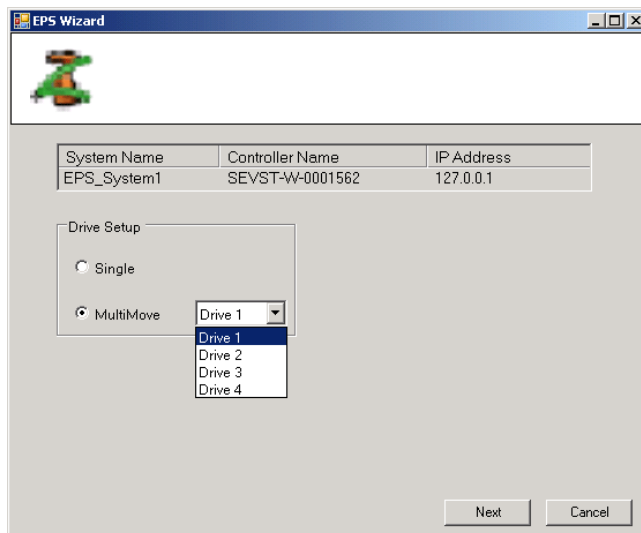 EPS Wizard
System Name Controller Name IP Address
EPS_System1 SEVST-W-0001562 127.0.0.1
Drive Setup
Single
MultiMove Drive 1
Drive 1
Drive 2
Drive 3
Drive 4
Next Cancel